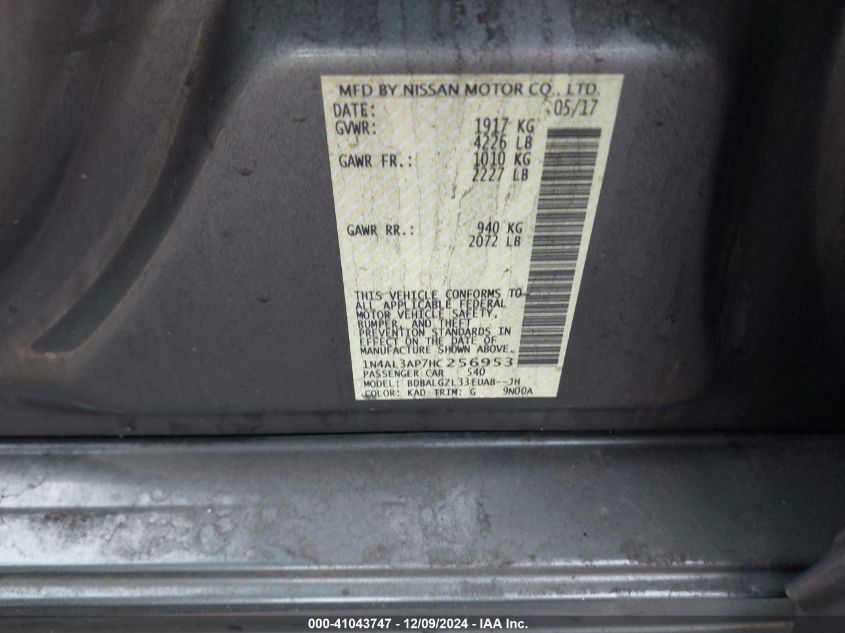 MFD BY NISSAN MOTOR CO., LTD.
DATE: 05/17
GVWR: 1917 KG
4226 LB
GAWR FR.: 1010 KG
2227 LB
GAWR RR.: 940 KG
2072 LB
THIS VEHICLE CONFORMS TO
ALL APPLICABLE FEDERAL
MOTOR VEHICLE SAFETY,
BUMPER, AND THEFT
PREVENTION STANDARDS IN
EFFECT ON THE DATE OF
MANUFACTURE SHOWN ABOVE.
1N4AL3AP7HC256953
PASSENGER CAR S40
MODEL: BDBALGZL33EUAB--JH
COLOR: KAD TRIM: G 9N00A
000-41043747 - 12/09/2024 - IAA Inc.